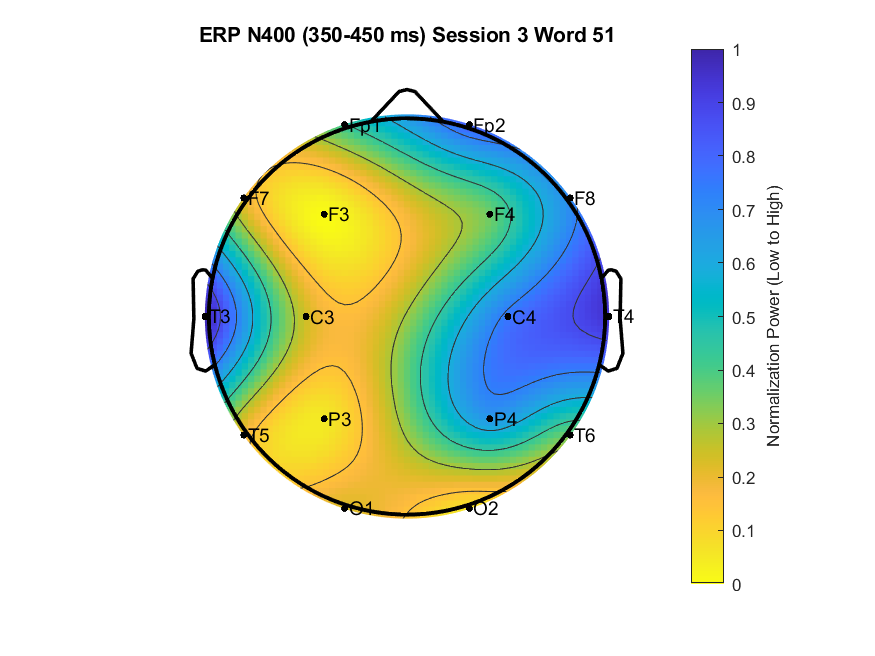 ERP N400 (350-450 ms) Session 3 Word 51
Fp1 Fp2
F7 F8
F3 F4
T3 C3 C4 T4
P3 P4
T5 T6
O1 O2
1
0.9
0.8
0.7
0.6
0.5
0.4
0.3
0.2
0.1
0
Normalization Power (Low to High)